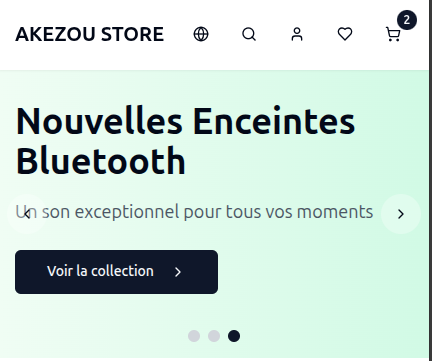 AKEZOU STORE
2
Nouvelles Enceintes
Bluetooth
Un son exceptionnel pour tous vos moments
Voir la collection